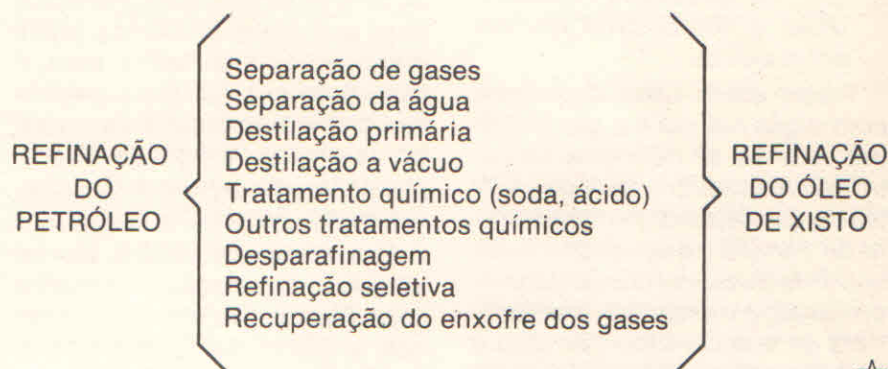 REFINAÇÃO
DO
PETRÓLEO
Separação de gases
Separação da água
Destilação primária
Destilação a vácuo
Tratamento químico (soda, ácido)
Outros tratamentos químicos
Desparafinagem
Refinação seletiva
Recuperação do enxofre dos gases
REFINAÇÃO
DO ÓLEO
DE XISTO